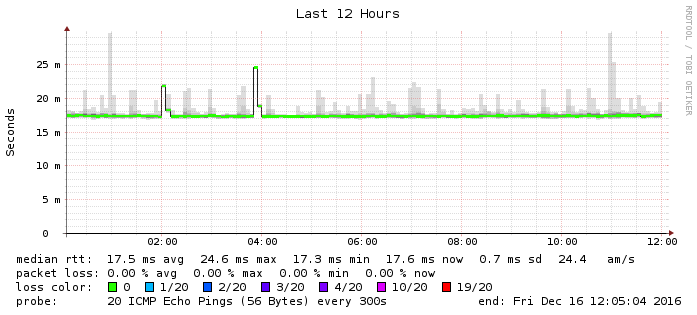 Last 12 Hours
RRDTOOL / TOBI OETIKER
Seconds
25 m
20 m
15 m
10 m
5 m
0
02:00 04:00 06:00 08:00 10:00 12:00
median rtt: 17.5 ms avg 24.6 ms max 17.3 ms min 17.6 ms now 0.7 ms sd 24.4 am/s
packet loss: 0.00 % avg 0.00 % max 0.00 % min 0.00 % now
loss color: 0 1/20 2/20 3/20 4/20 10/20 19/20
probe: 20 ICMP Echo Pings (56 Bytes) every 300s end: Fri Dec 16 12:05:04 2016